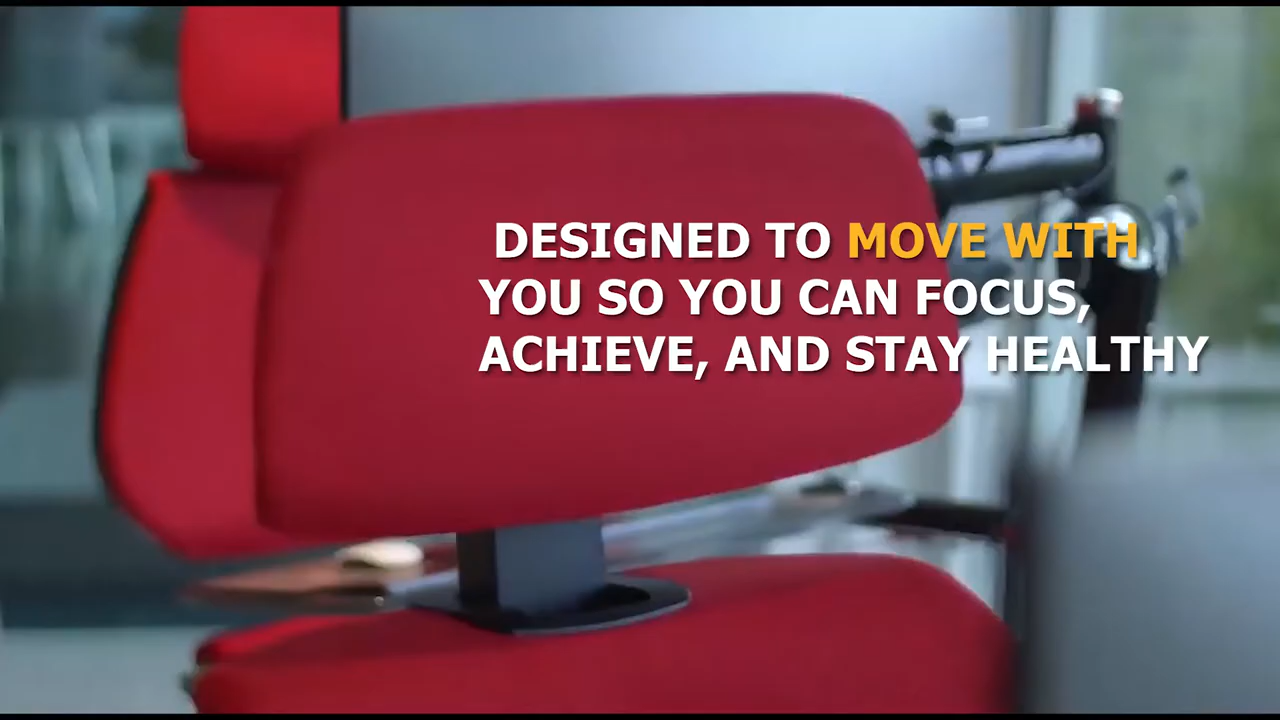 DESIGNED TO MOVE WITH
YOU SO YOU CAN FOCUS,
ACHIEVE, AND STAY HEALTHY